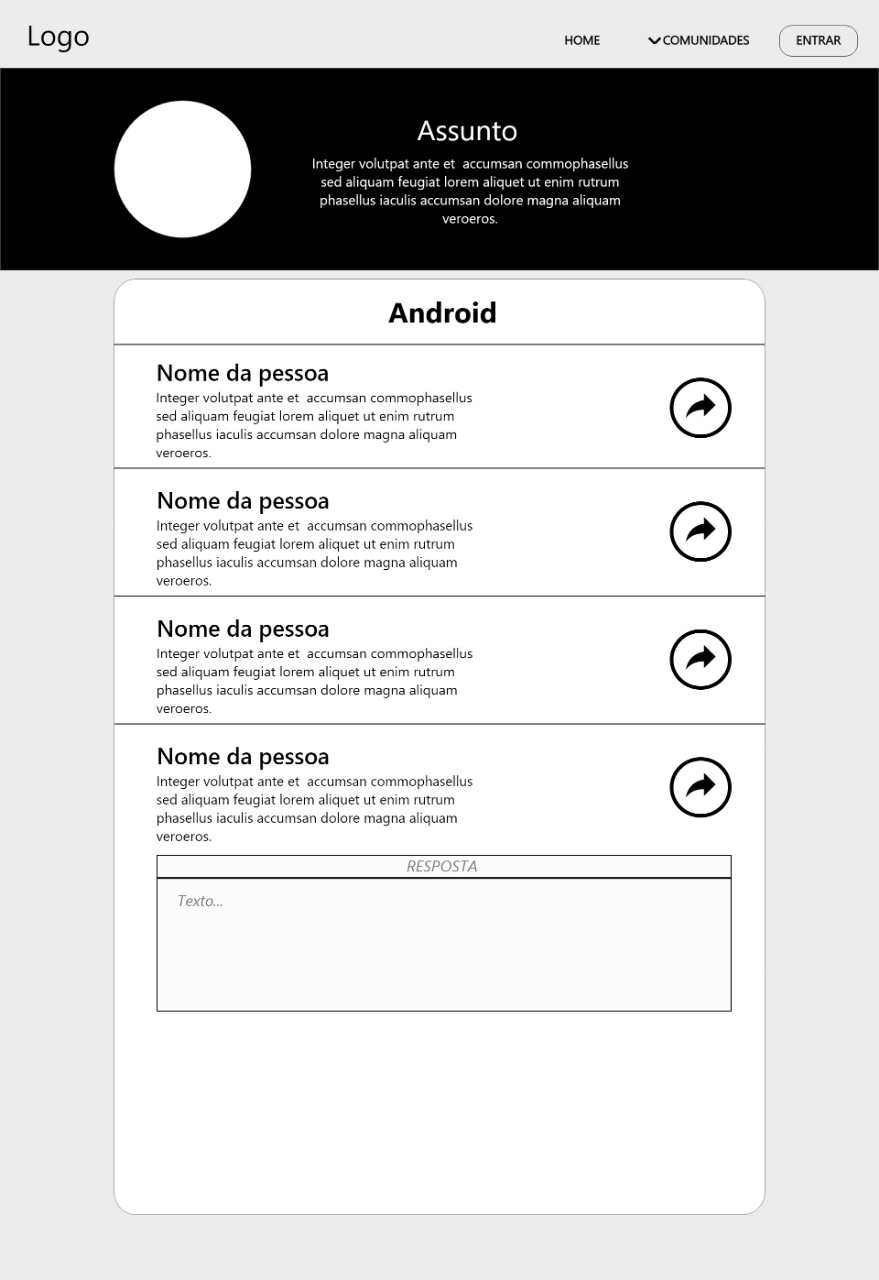 Logo
HOME
COMUNIDADES
ENTRAR
Assunto
Integer volutpat ante et  accumsan commophasellus
sed aliquam feugiat lorem aliquet ut enim rutrum
phasellus iaculis accumsan dolore magna aliquam
veroeros.
Android
Nome da pessoa
Integer volutpat ante et  accumsan commophasellus
sed aliquam feugiat lorem aliquet ut enim rutrum
phasellus iaculis accumsan dolore magna aliquam
veroeros.
Nome da pessoa
Integer volutpat ante et  accumsan commophasellus
sed aliquam feugiat lorem aliquet ut enim rutrum
phasellus iaculis accumsan dolore magna aliquam
veroeros.
Nome da pessoa
Integer volutpat ante et  accumsan commophasellus
sed aliquam feugiat lorem aliquet ut enim rutrum
phasellus iaculis accumsan dolore magna aliquam
veroeros.
Nome da pessoa
Integer volutpat ante et  accumsan commophasellus
sed aliquam feugiat lorem aliquet ut enim rutrum
phasellus iaculis accumsan dolore magna aliquam
veroeros.
RESPOSTA
Texto...